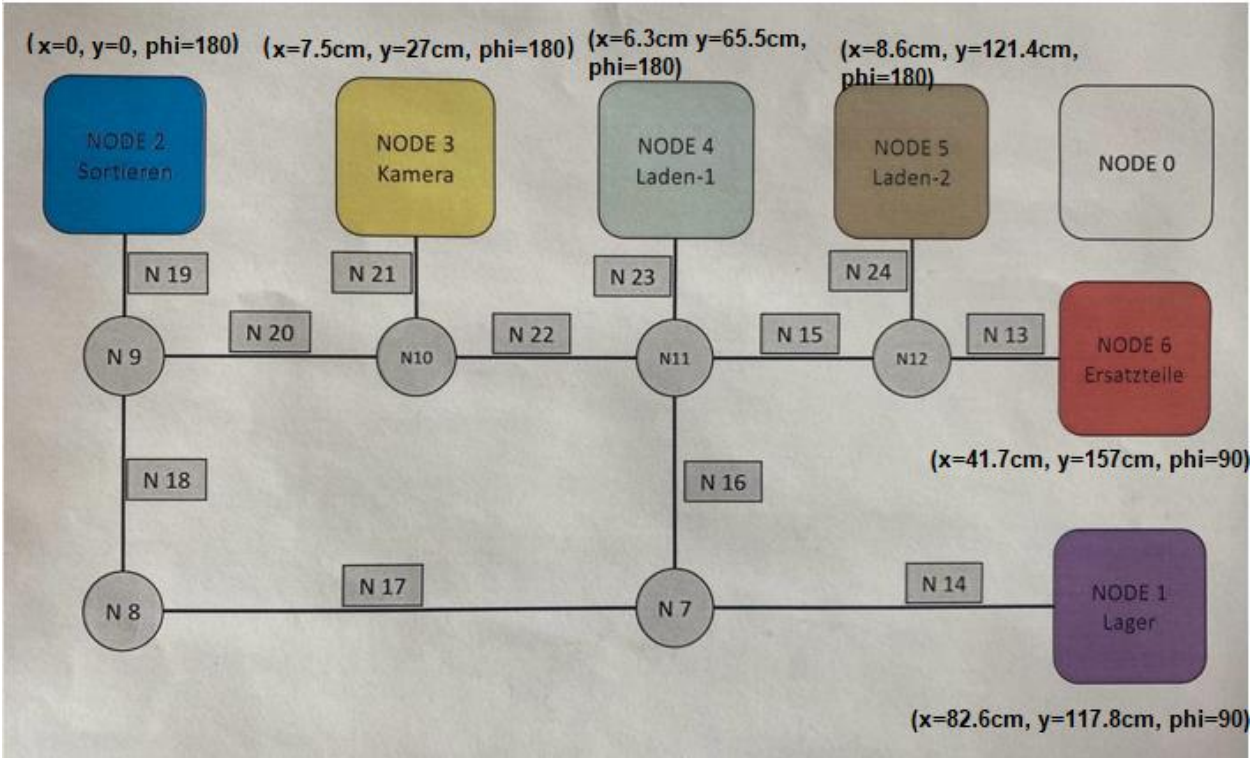 (x=0, y=0, phi=180)
(x=7.5cm, y=27cm, phi=180)
(x=6.3cm y=65.5cm,
phi=180)
(x=8.6cm, y=121.4cm,
phi=180)
NODE 2
Sortieren
NODE 3
Kamera
NODE 4
Laden-1
NODE 5
Laden-2
NODE 0
N 19
N 21
N 23
N 24
N 20
N 22
N 15
N 13
N 9
N10
N11
N12
NODE 6
Ersatzteile
(x=41.7cm, y=157cm, phi=90)
N 18
N 16
N 17
N 14
N 8
N 7
NODE 1
Lager
(x=82.6cm, y=117.8cm, phi=90)